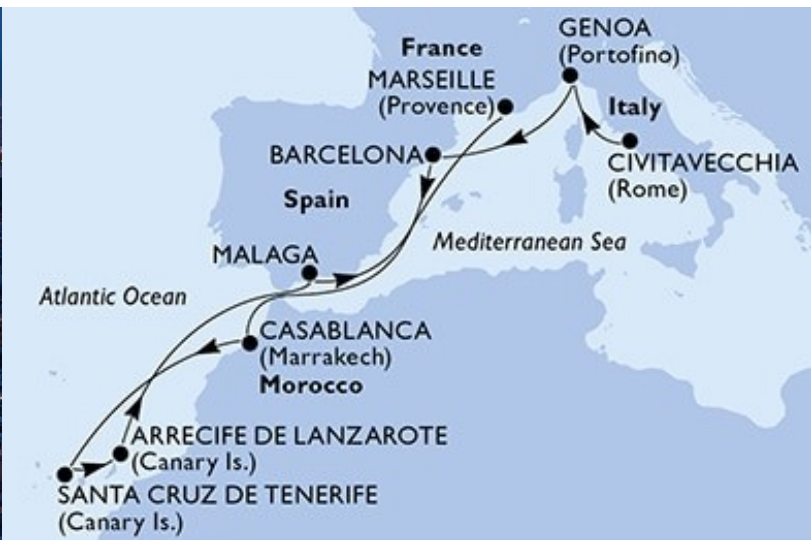 GENOA
(Portofino)
France
MARSEILLE
(Provence)
Italy
BARCELONA
CIVITAVECCHIA
(Rome)
Spain
Mediterranean Sea
MALAGA
Atlantic Ocean
CASABLANCA
(Marrakech)
Morocco
ARRECIFE DE LANZAROTE
(Canary Is.)
SANTA CRUZ DE TENERIFE
(Canary Is.)